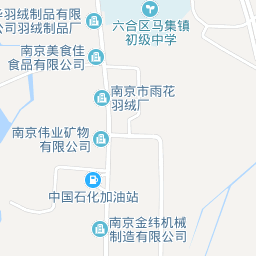 华羽绒制品有限
公司羽绒制品厂
六合区马集镇
初级中学
南京美食佳
食品有限公司
南京市雨花
羽绒厂
南京伟业矿物
有限公司
中国石化加油站
南京金纬机械
制造有限公司